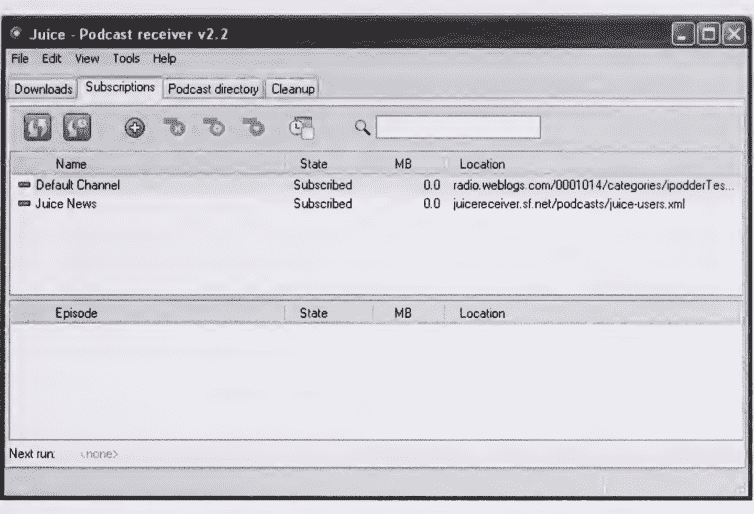 Juice - Podcast receiver v2.2
File Edit View Tools Help
Downloads Subscriptions Podcast directory Cleanup
Name State MB Location
Default Channel Subscribed 0.0 radio.weblogs.com/0001014/categories/ipodderTes...
Juice News Subscribed 0.0 juicereceiver.sf.net/podcasts/juice-users.xml
Episode State MB Location
Next run: <none>